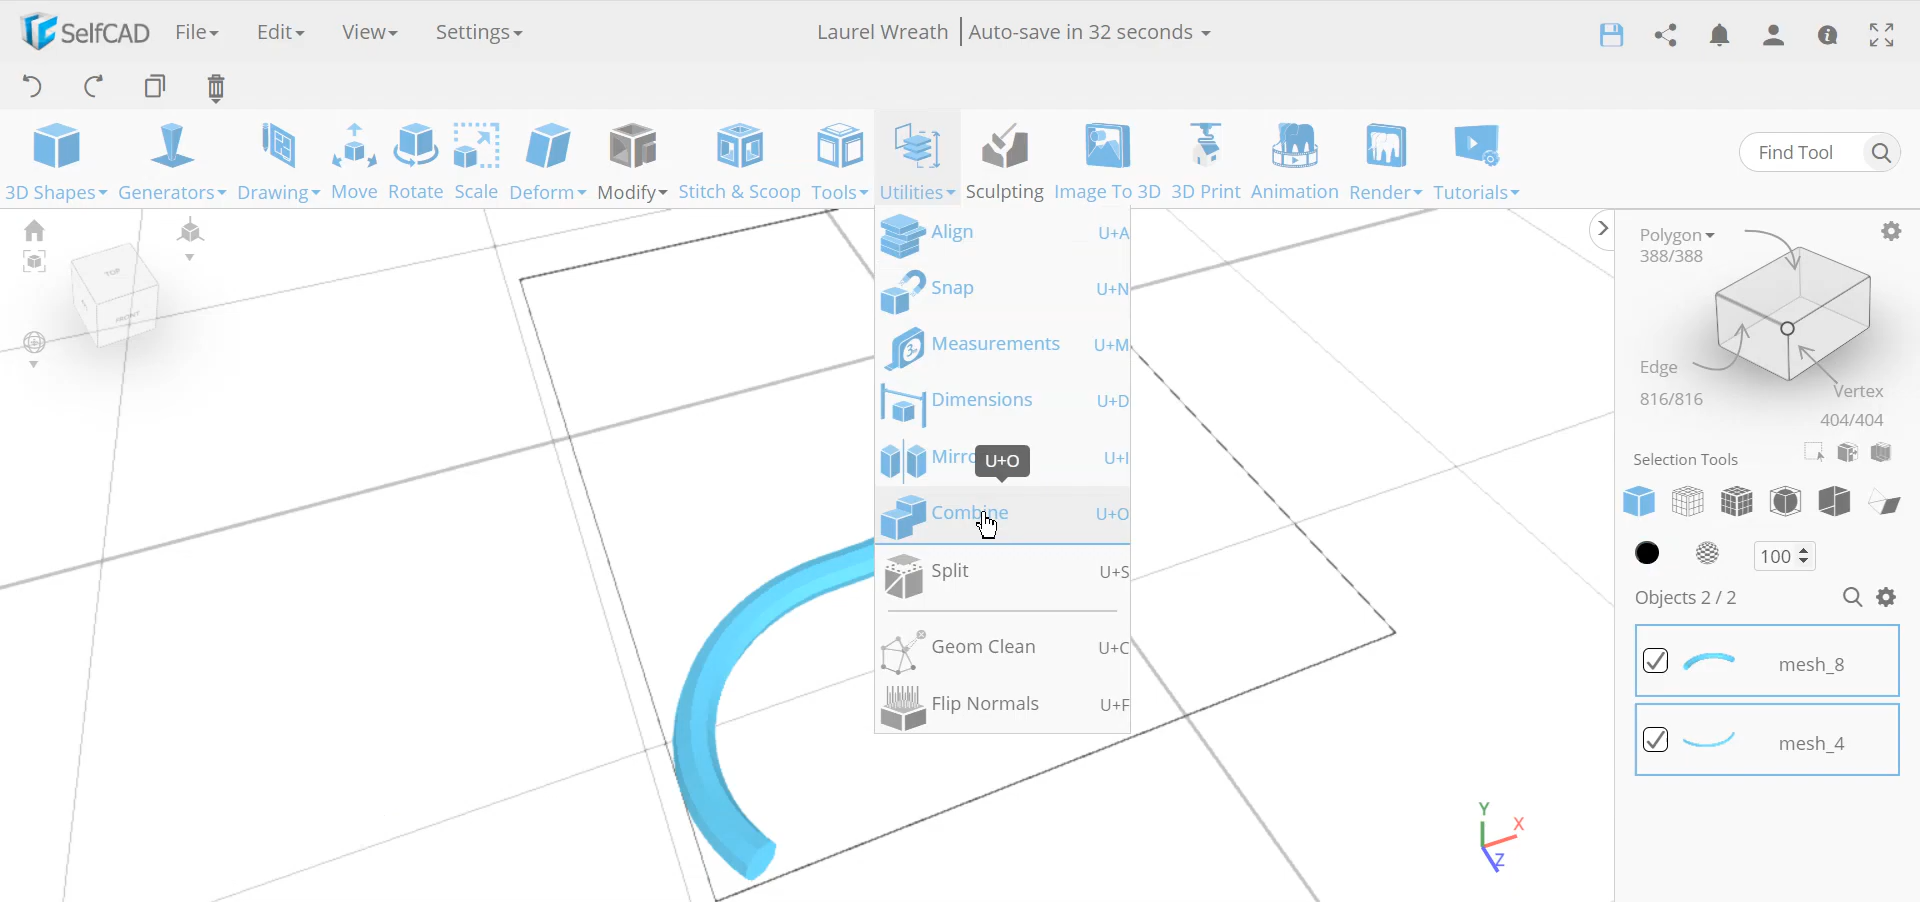 SelfCAD File Edit View Settings Laurel Wreath Auto-save in 32 seconds
3D Shapes Generators Drawing Move Rotate Scale Deform Modify Stitch & Scoop Tools Utilities Sculpting Image To 3D 3D Print Animation Render Tutorials Find Tool
TOP
FRONT
Align U+A
Snap U+N
Measurements U+M
Dimensions U+D
Mirro U+I
U+O
Combine U+O
Split U+S
Geom Clean U+C
Flip Normals U+F
Polygon
388/388
Edge
816/816
Vertex
404/404
Selection Tools
100
Objects 2 / 2
mesh_8
mesh_4
Y
X
Z